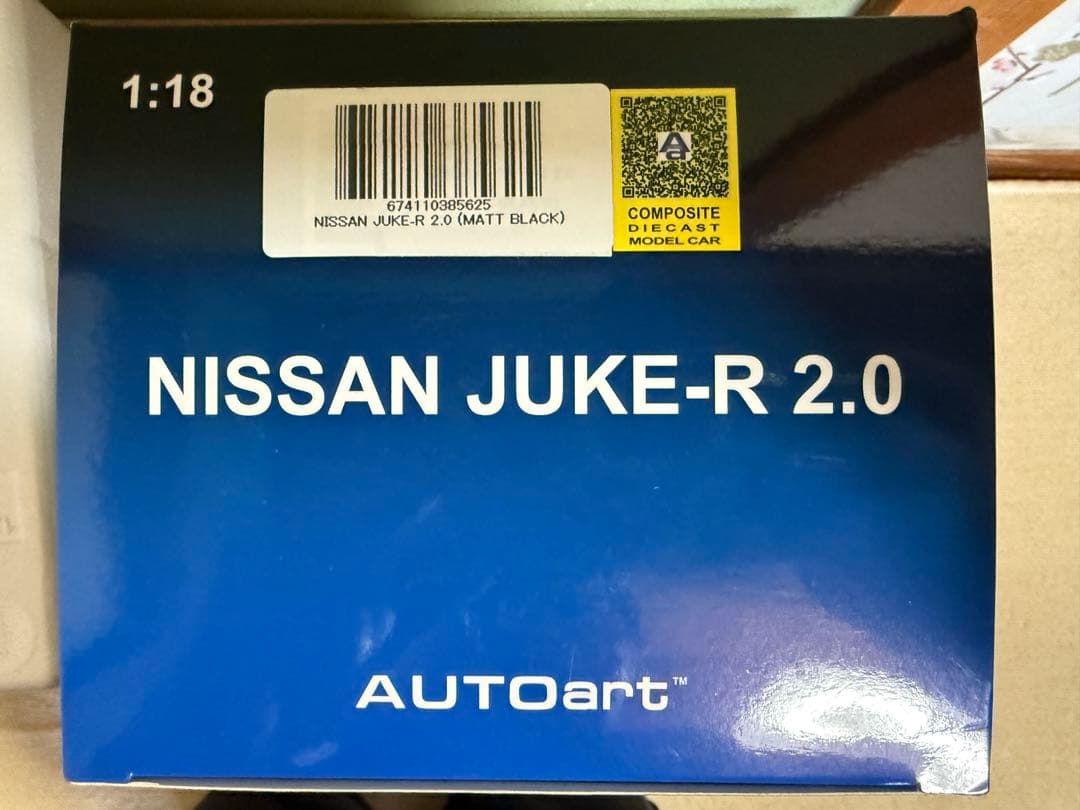 1:18
674110385625
NISSAN JUKE-R 2.0 (MATT BLACK)
COMPOSITE
DIECAST
MODEL CAR
NISSAN JUKE-R 2.0
AUTOart™